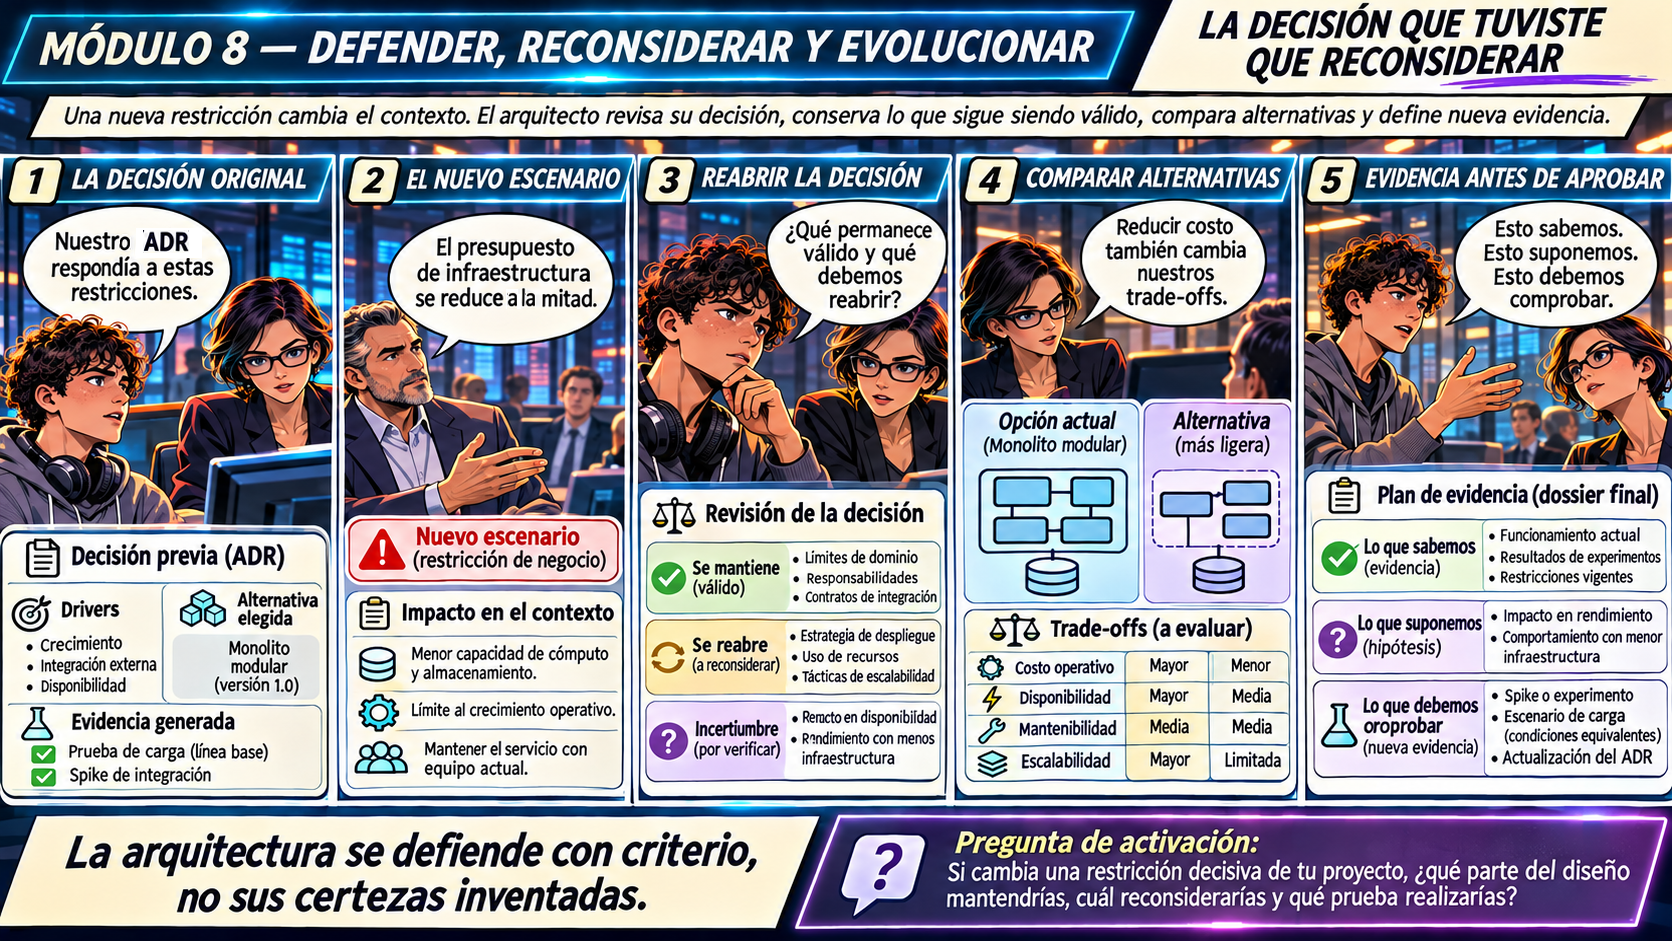 MÓDULO 8 — DEFENDER, RECONSIDERAR Y EVOLUCIONAR
LA DECISIÓN QUE TUVISTE
QUE RECONSIDERAR
Una nueva restricción cambia el contexto. El arquitecto revisa su decisión, conserva lo que sigue siendo válido, compara alternativas y define nueva evidencia.
1 LA DECISIÓN ORIGINAL
Nuestro ADR
respondía a estas
restricciones.
Decisión previa (ADR)
Drivers
• Crecimiento
• Integración externa
• Disponibilidad
Alternativa
elegida
Monolito
modular
(versión 1.0)
Evidencia generada
Prueba de carga (línea base)
Spike de integración
2 EL NUEVO ESCENARIO
El presupuesto
de infraestructura
se reduce a la mitad.
Nuevo escenario
(restricción de negocio)
Impacto en el contexto
Menor capacidad de cómputo
y almacenamiento.
Límite al crecimiento operativo.
Mantener el servicio con
equipo actual.
3 REABRIR LA DECISIÓN
¿Qué permanece
válido y qué
debemos
reabrir?
Revisión de la decisión
Se mantiene
(válido)
• Límites de dominio
• Responsabilidades
• Contratos de integración
Se reabre
(a reconsiderar)
• Estrategia de despliegue
• Uso de recursos
• Tácticas de escalabilidad
Incertiumbre
(por verificar)
• en disponibilidad
• con menos
infraestructura
4 COMPARAR ALTERNATIVAS
Reducir costo
también cambia
nuestros
trade-offs.
Opción actual
(Monolito modular)
Alternativa
(más ligera)
Trade-offs (a evaluar)
Costo operativo Mayor Menor
Disponibilidad Mayor Media
Mantenibilidad Media Media
Escalabilidad Mayor Limitada
5 EVIDENCIA ANTES DE APROBAR
Esto sabemos.
Esto suponemos.
Esto debemos
comprobar.
Plan de evidencia (dossier final)
Lo que sabemos
(evidencia)
• Funcionamiento actual
• Resultados de experimentos
• Restricciones vigentes
Lo que suponemos
(hipótesis)
• Impacto en rendimiento
• Comportamiento con menor
infraestructura
Lo que debemos
oroprobar
(nueva evidencia)
• Spike o experimento
• Escenario de carga
(condiciones equivalentes)
• Actualización del ADR
La arquitectura se defiende con criterio,
no sus certezas inventadas.
?
Pregunta de activación:
Si cambia una restricción decisiva de tu proyecto, ¿qué parte del diseño
mantendrías, cuál reconsiderarías y qué prueba realizarías?